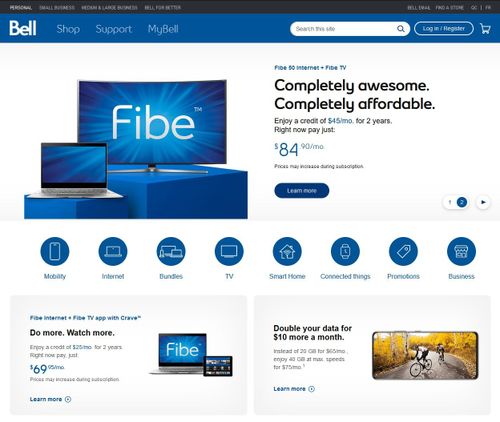 PERSONAL SMALL BUSINESS MEDIUM & LARGE BUSINESS BELL FOR BETTER BELL EMAIL FIND A STORE QC FR
Bell Shop Support MyBell Search this site Log in / Register
Fibe 50 Internet + Fibe TV
Completely awesome.
Completely affordable.
Enjoy a credit of $45/mo. for 2 years.
Right now pay just:
$84.90/mo.
Prices may increase during subscription.
Learn more
Fibe™
1 2
Mobility Internet Bundles TV Smart Home Connected things Promotions Business
Fibe Internet + Fibe TV app with Crave™
Do more. Watch more.
Enjoy a credit of $25/mo. for 2 years.
Right now pay just:
$69.95/mo.
Prices may increase during subscription.
Learn more
Fibe™
Double your data for
$10 more a month.
Instead of 20 GB for $65/mo.,
enjoy 40 GB at max. speeds
for $75/mo.1
Learn more